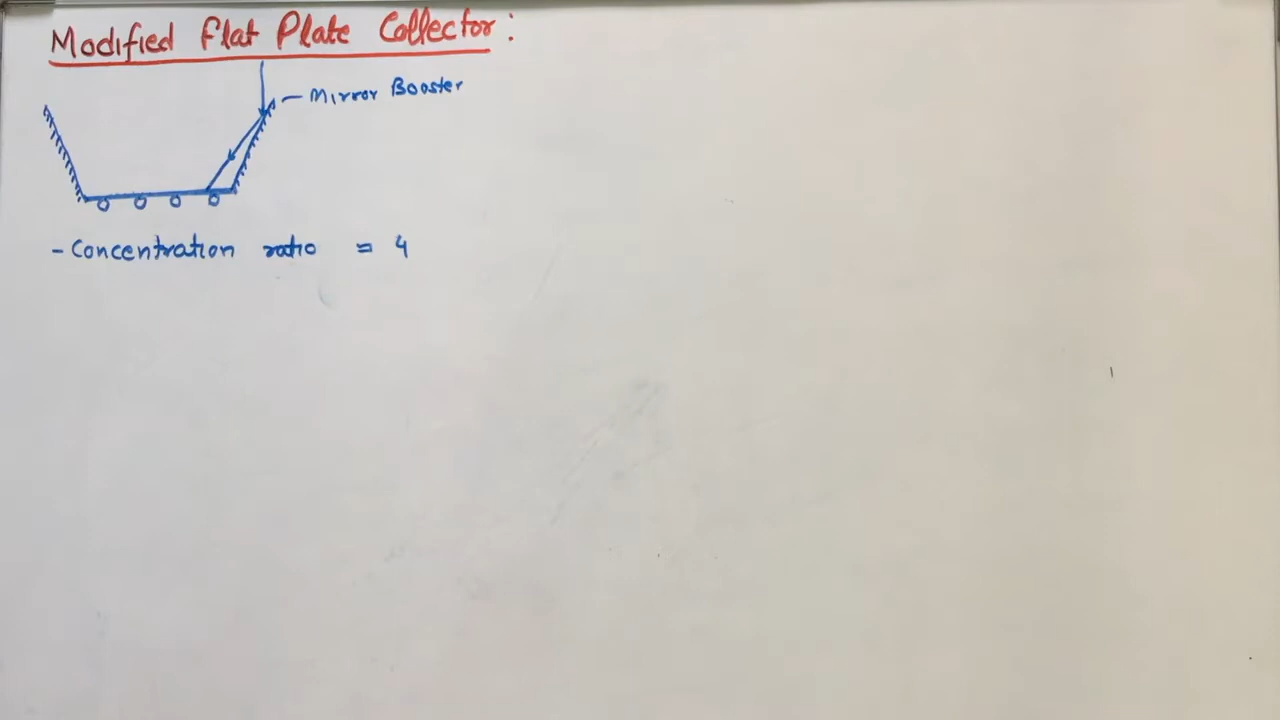 Modified Flat Plate Collector :
Mirror Booster
- Concentration ratio = 4